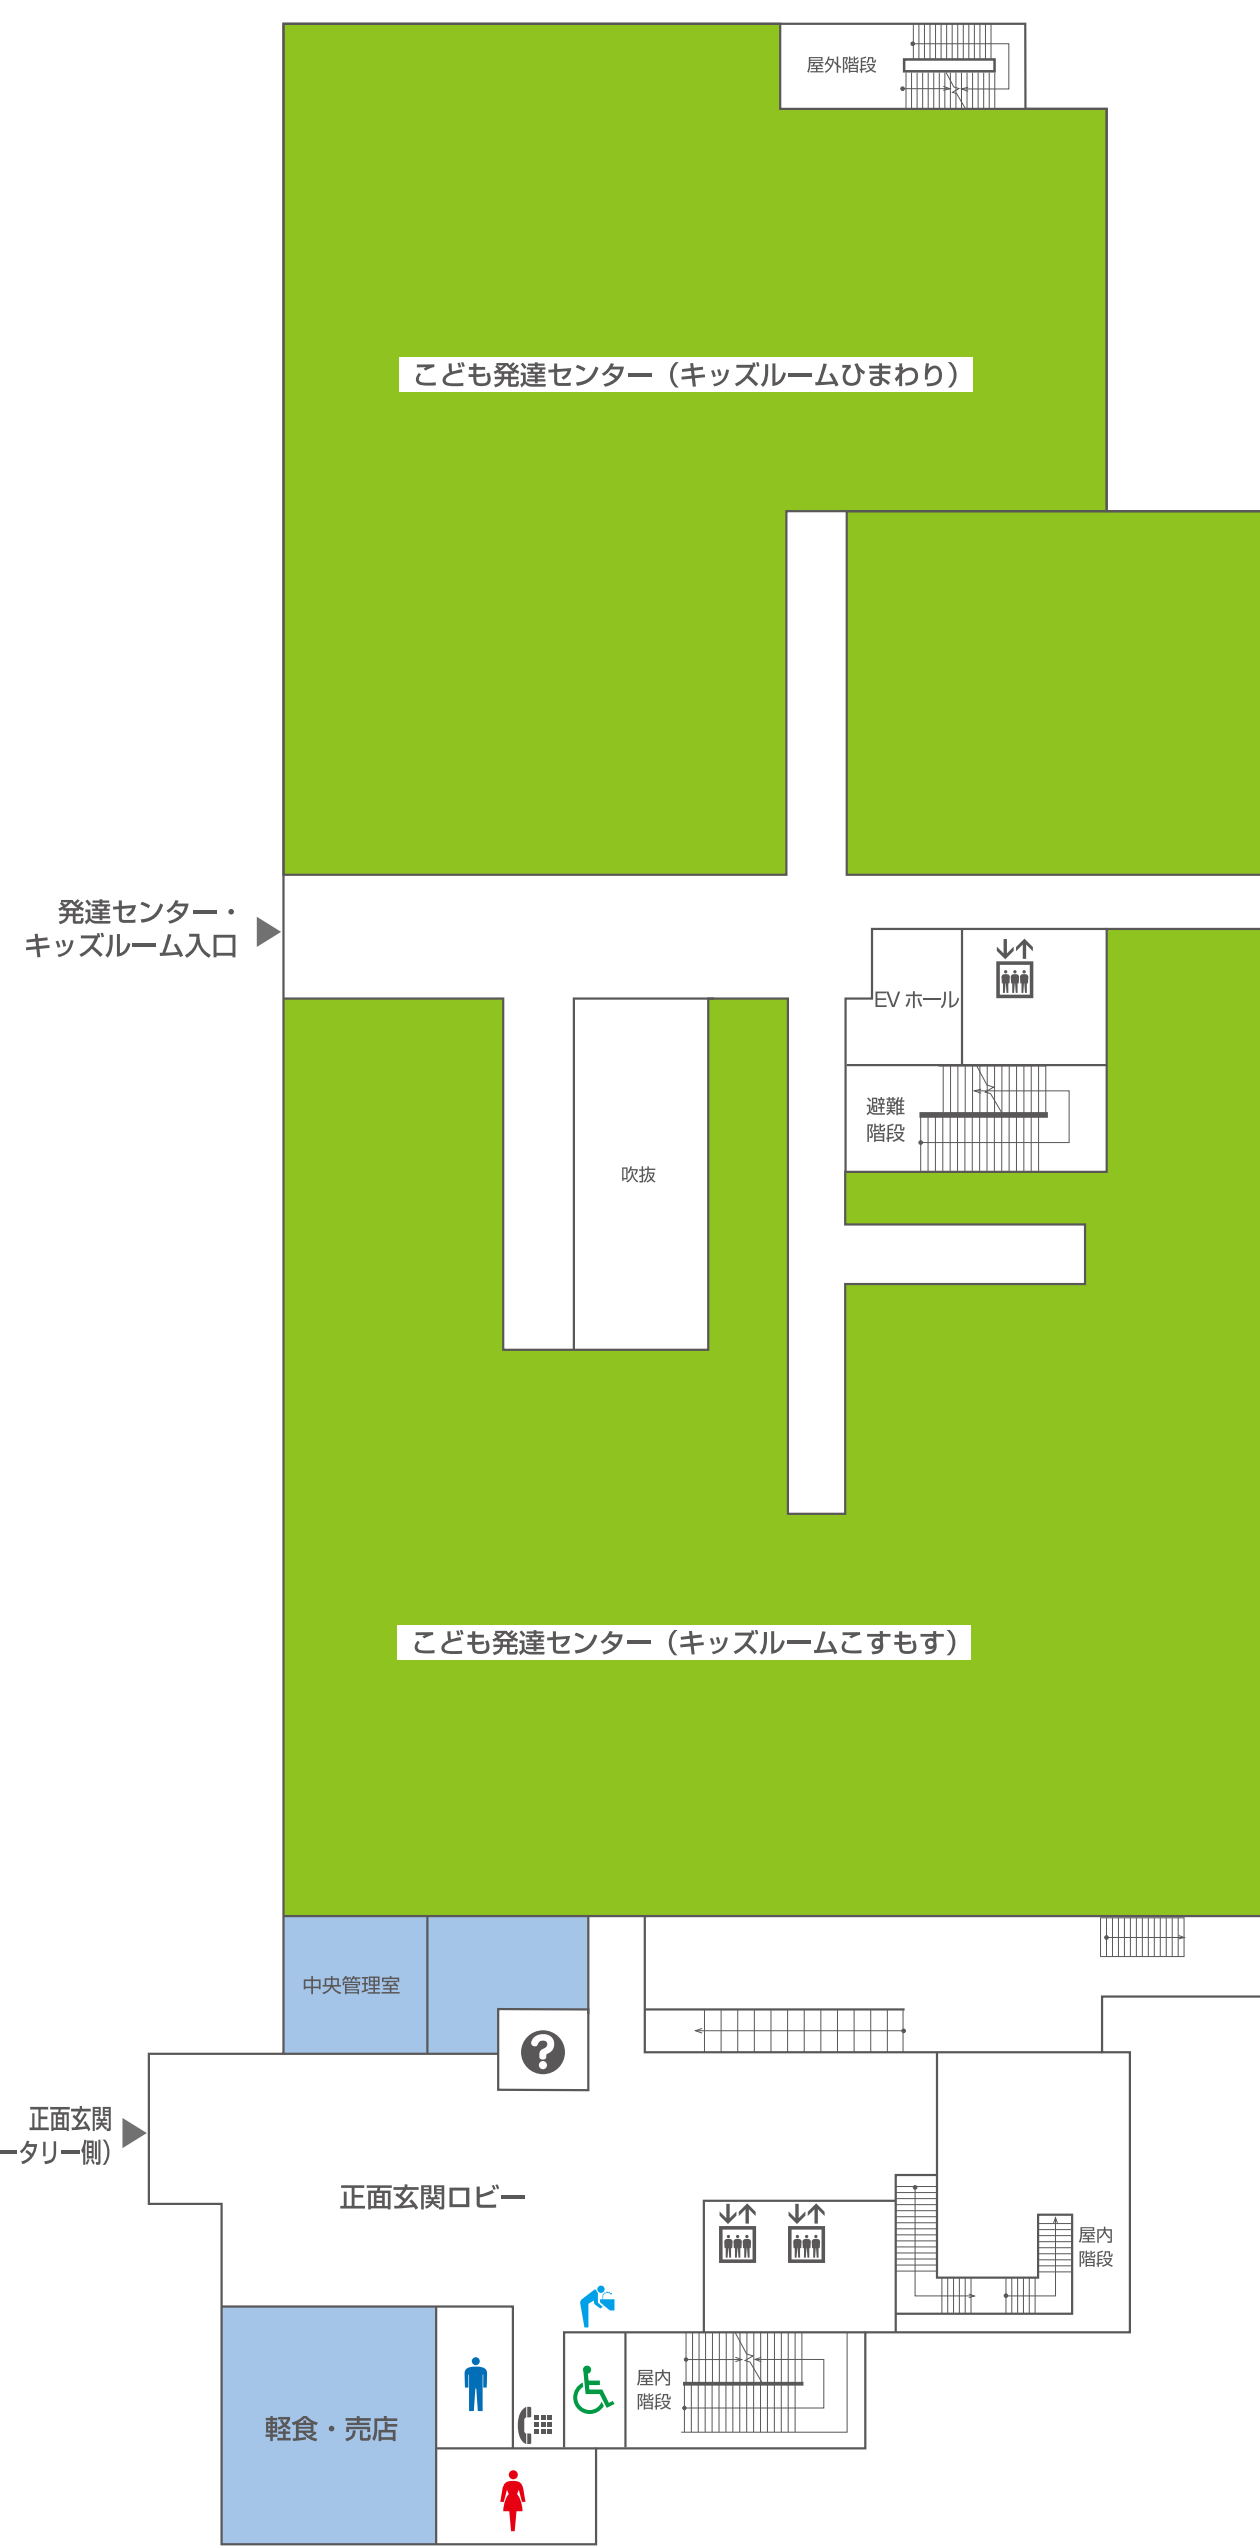 屋外階段
こども発達センター（キッズルームひまわり）
発達センター・
キッズルーム入口
EVホール
避難
階段
吹抜
こども発達センター（キッズルームこすもす）
中央管理室
?
正面玄関
ータリー側）
正面玄関ロビー
屋内
階段
屋内
階段
軽食・売店